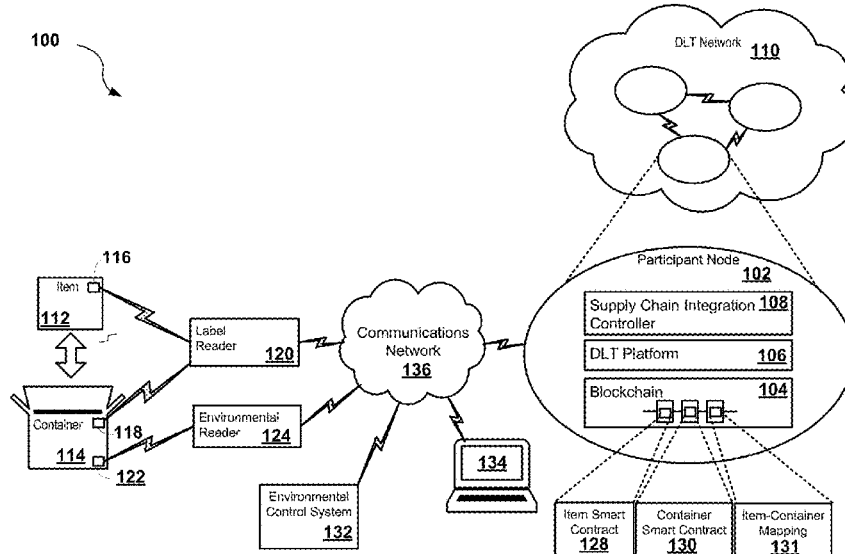 100
DLT Network
110
116
Item
112
Label
Reader
120
Container
118
114
122
Environmental
Reader
124
Communications
Network
136
Environmental
Control System
132
134
Participant Node
102
Supply Chain Integration 108
Controller
DLT Platform 106
Blockchain 104
Item Smart
Contract
128
Container
Smart Contract
130
Item-Container
Mapping
131